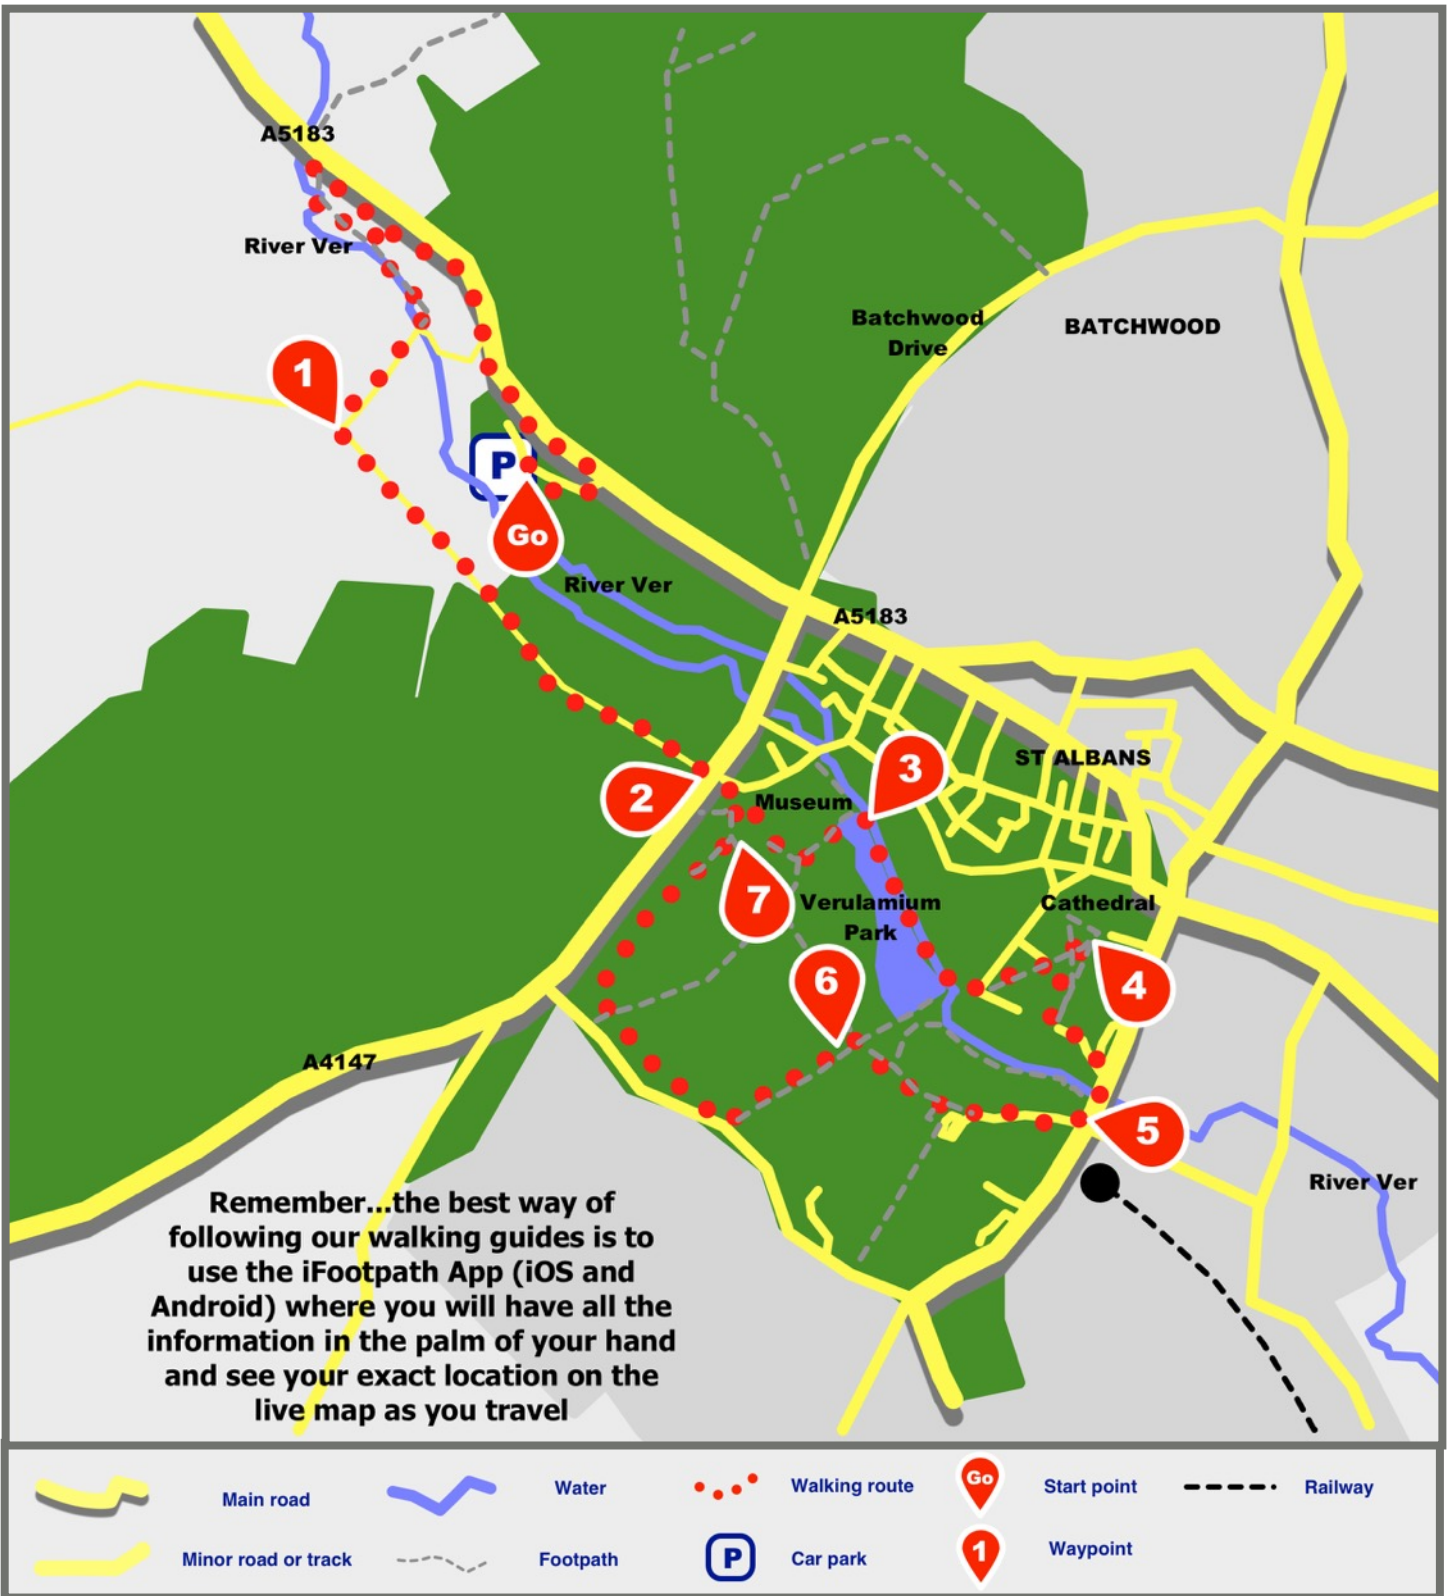 A5183
River Ver
1
Batchwood
Drive
BATCHWOOD
P
Go
River Ver
A5183
ST ALBANS
3
2
Museum
7
Verulamium
Park
Cathedral
6
4
A4147
5
River Ver
Remember...the best way of
following our walking guides is to
use the iFootpath App (iOS and
Android) where you will have all the
information in the palm of your hand
and see your exact location on the
live map as you travel
Main road
Water
Walking route
Go
Start point
Railway
Minor road or track
Footpath
P
Car park
1
Waypoint